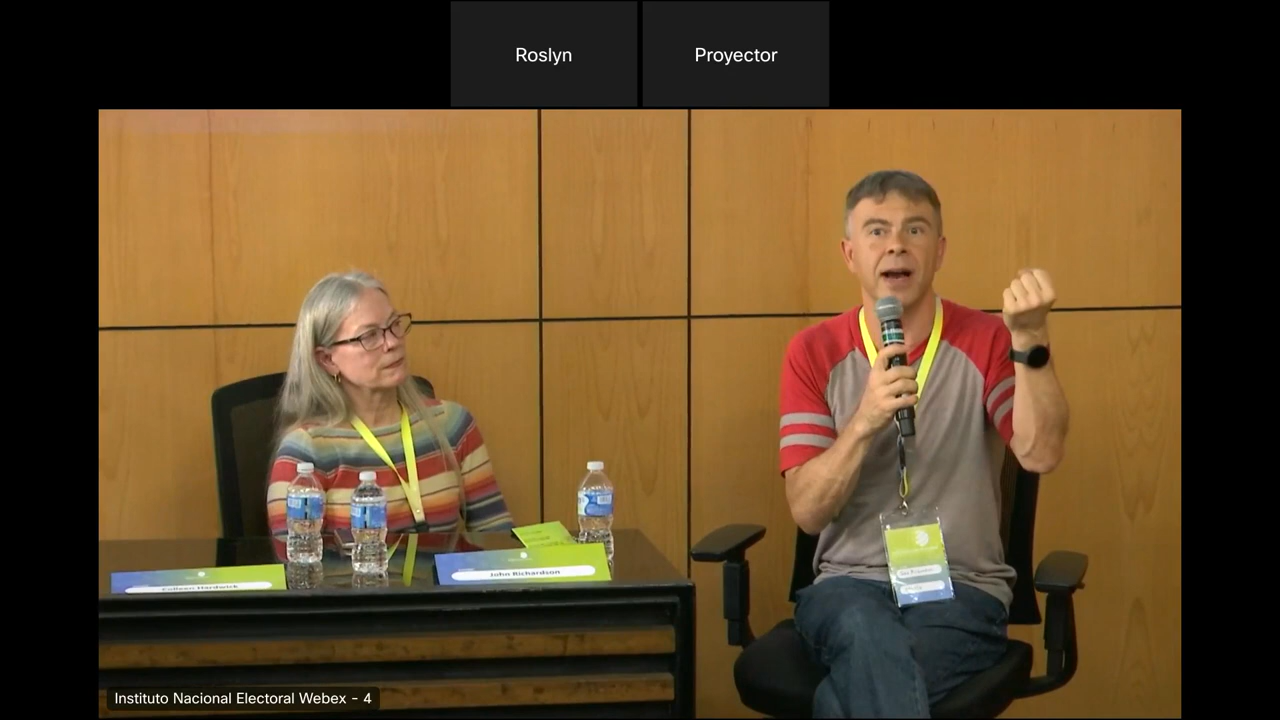 Roslyn
Proyector
Colleen Hardwick
John Richardson
Instituto Nacional Electoral Webex - 4